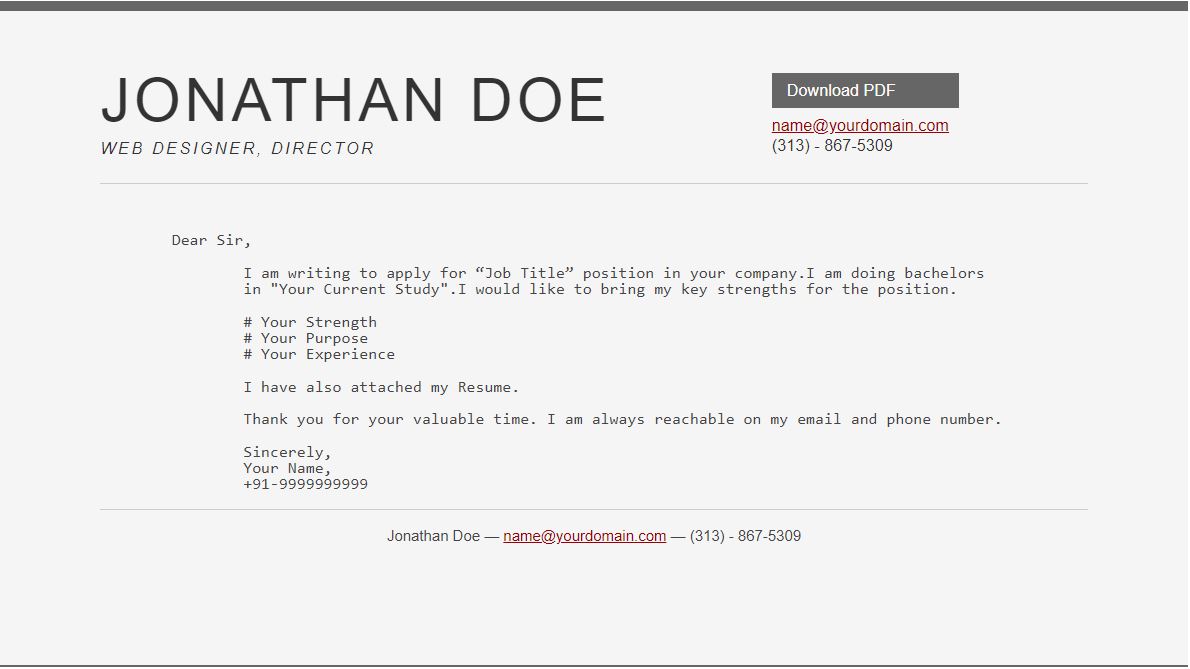 JONATHAN DOE
WEB DESIGNER, DIRECTOR
Download PDF
name@yourdomain.com
(313) - 867-5309
Dear Sir,
I am writing to apply for “Job Title” position in your company.I am doing bachelors
in "Your Current Study".I would like to bring my key strengths for the position.
# Your Strength
# Your Purpose
# Your Experience
I have also attached my Resume.
Thank you for your valuable time. I am always reachable on my email and phone number.
Sincerely,
Your Name,
+91-9999999999
Jonathan Doe — name@yourdomain.com — (313) - 867-5309